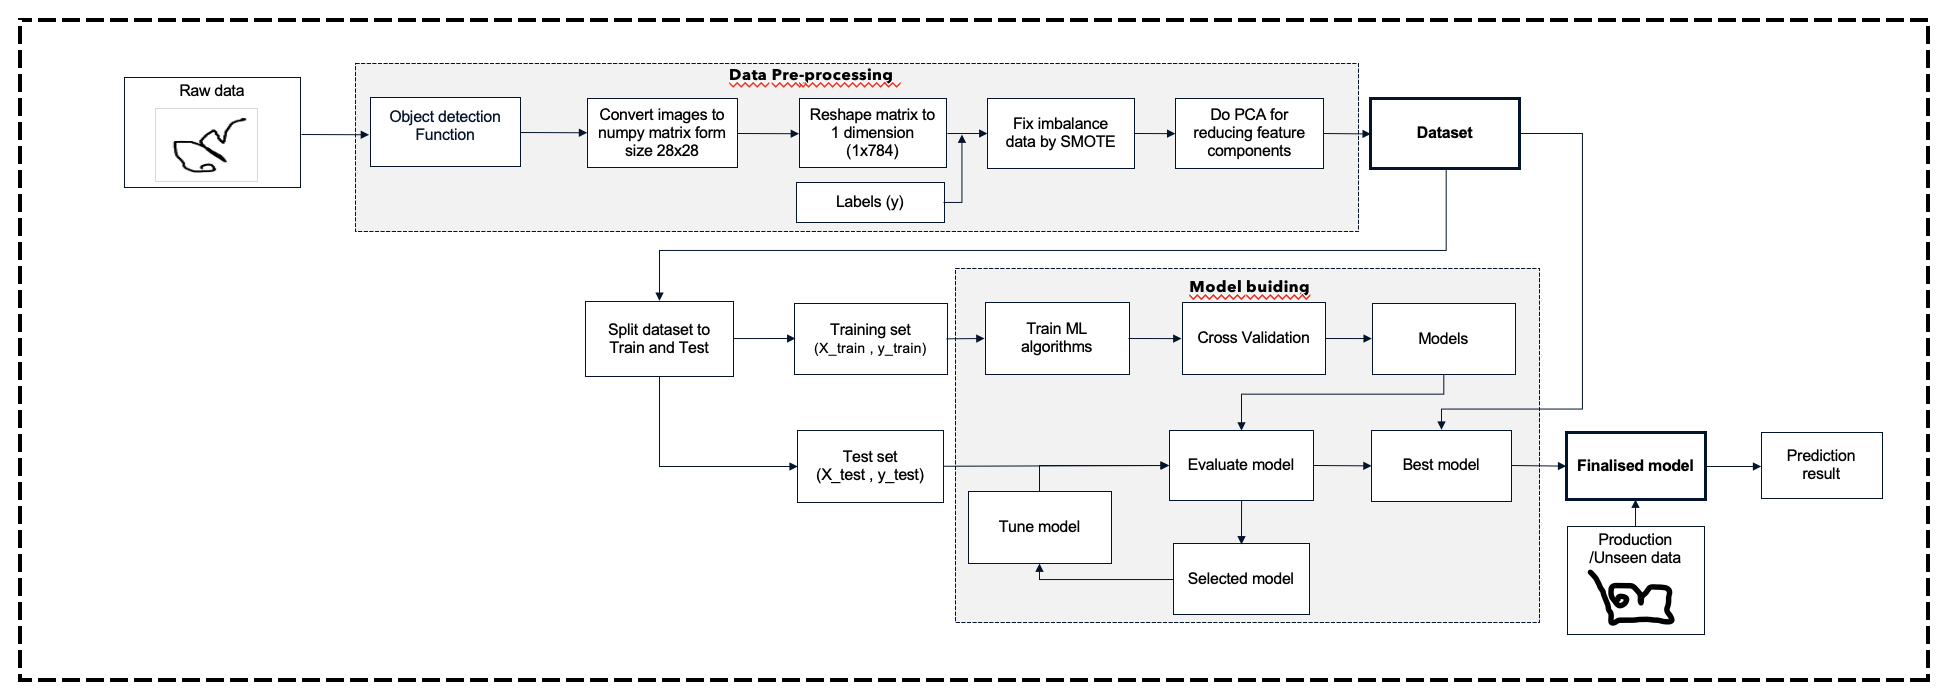 Raw data
Data Pre-processing
Object detection
Function
Convert images to
numpy matrix form
size 28x28
Reshape matrix to
1 dimension
(1x784)
Labels (y)
Fix imbalance
data by SMOTE
Do PCA for
reducing feature
components
Dataset
Split dataset to
Train and Test
Training set
(X_train , y_train)
Model buiding
Train ML
algorithms
Cross Validation
Models
Test set
(X_test , y_test)
Evaluate model
Best model
Finalised model
Prediction
result
Tune model
Selected model
Production
/Unseen data